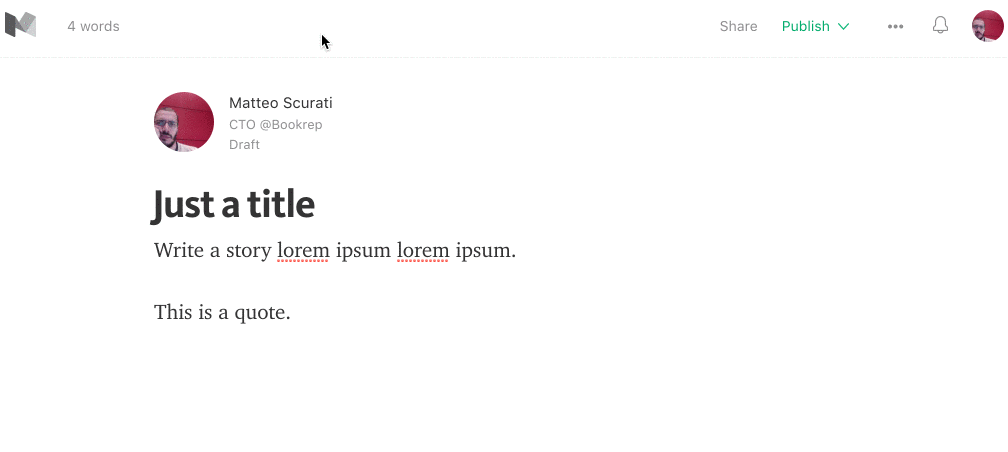 4 words
Share
Publish
Matteo Scurati
CTO @Bookrep
Draft
Just a title
Write a story lorem ipsum lorem ipsum.
This is a quote.